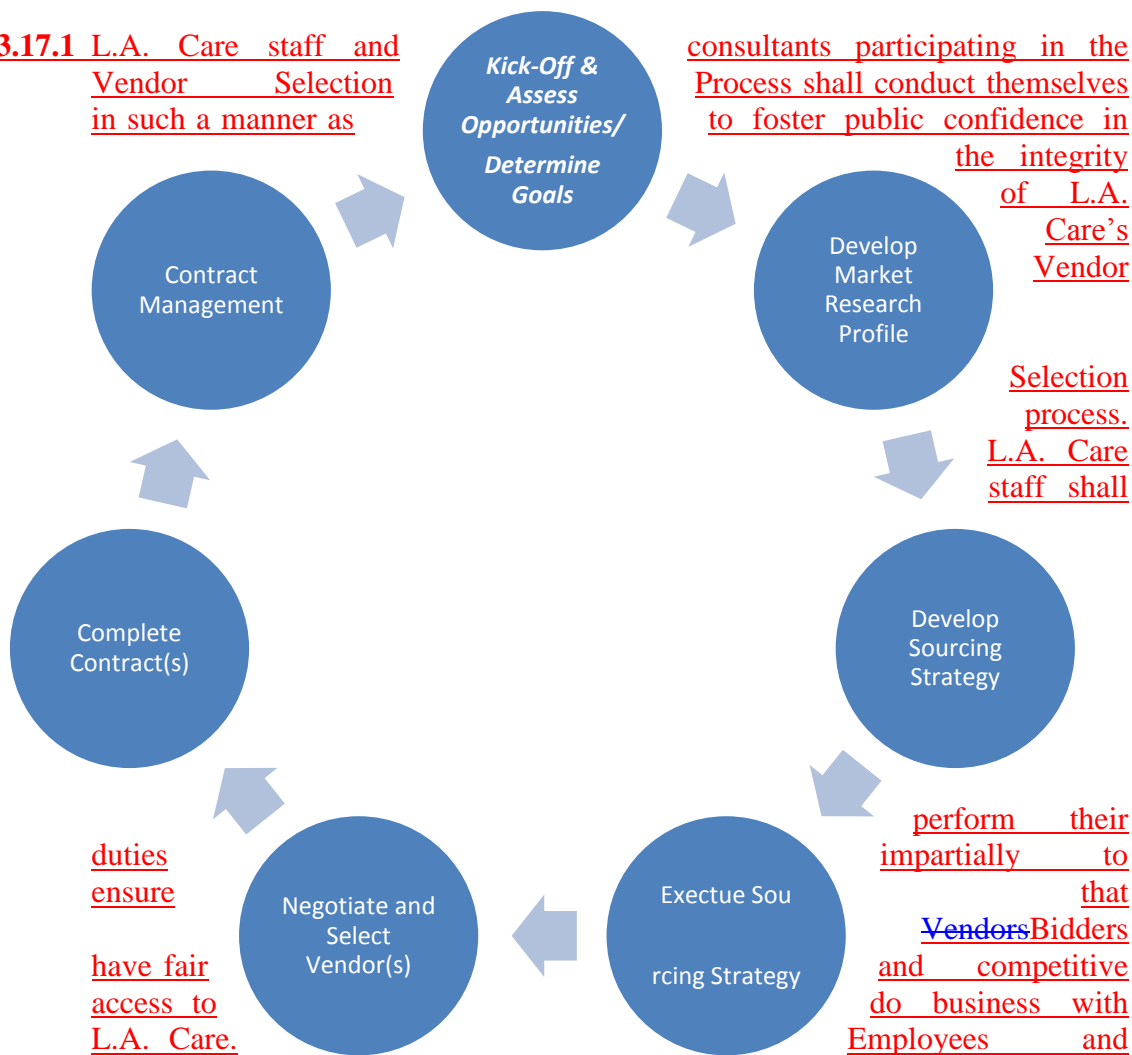 3.17.1 L.A. Care staff and consultants participating in the
Vendor Selection Process shall conduct themselves
in such a manner as to foster public confidence in
the integrity
of L.A.
Care's
Vendor
Selection
process.
L.A. Care
staff shall
perform their
duties impartially to
ensure that
VendorsBidders
have fair and competitive
access to do business with
L.A. Care. Employees and
Kick-Off &
Assess
Opportunities/
Determine
Goals
Develop
Market
Research
Profile
Develop
Sourcing
Strategy
Exectue Sou
rcing Strategy
Negotiate and
Select
Vendor(s)
Complete
Contract(s)
Contract
Management